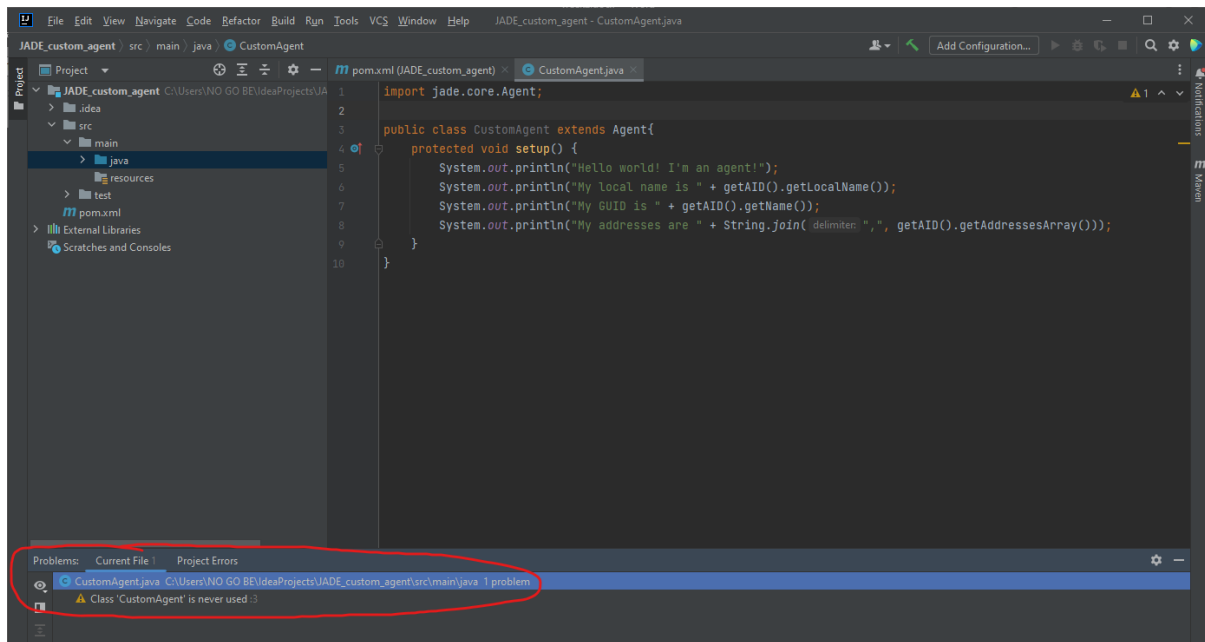 File Edit View Navigate Code Refactor Build Run Tools VCS Window Help JADE_custom_agent - CustomAgent.java
JADE_custom_agent src main java CustomAgent Add Configuration...
Project
Project
pom.xml (JADE_custom_agent)
CustomAgent.java
JADE_custom_agent C:\Users\NO GO BE\IdeaProjects\JA
.idea
src
main
java
resources
test
pom.xml
External Libraries
Scratches and Consoles
1 import jade.core.Agent;
2
3 public class CustomAgent extends Agent{
4 protected void setup() {
5 System.out.println("Hello world! I'm an agent!");
6 System.out.println("My local name is " + getAID().getLocalName());
7 System.out.println("My GUID is " + getAID().getName());
8 System.out.println("My addresses are " + String.join( delimiter: ",", getAID().getAddressesArray()));
9 }
10 }
1
Notifications
Maven
Problems: Current File 1 Project Errors
CustomAgent.java C:\Users\NO GO BE\IdeaProjects\JADE_custom_agent\src\main\java 1 problem
Class 'CustomAgent' is never used :3